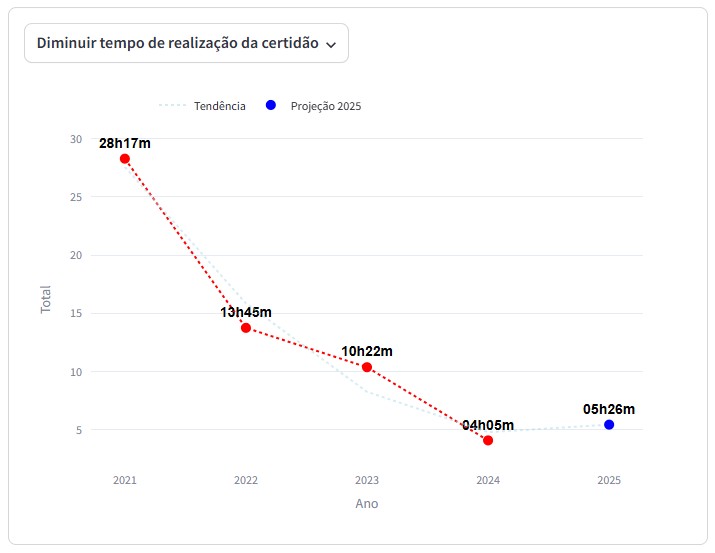 Diminuir tempo de realização da certidão
Tendência
Projeção 2025
30
28h17m
25
20
15
13h45m
10h22m
10
04h05m
05h26m
5
Total
2021
2022
2023
2024
2025
Ano